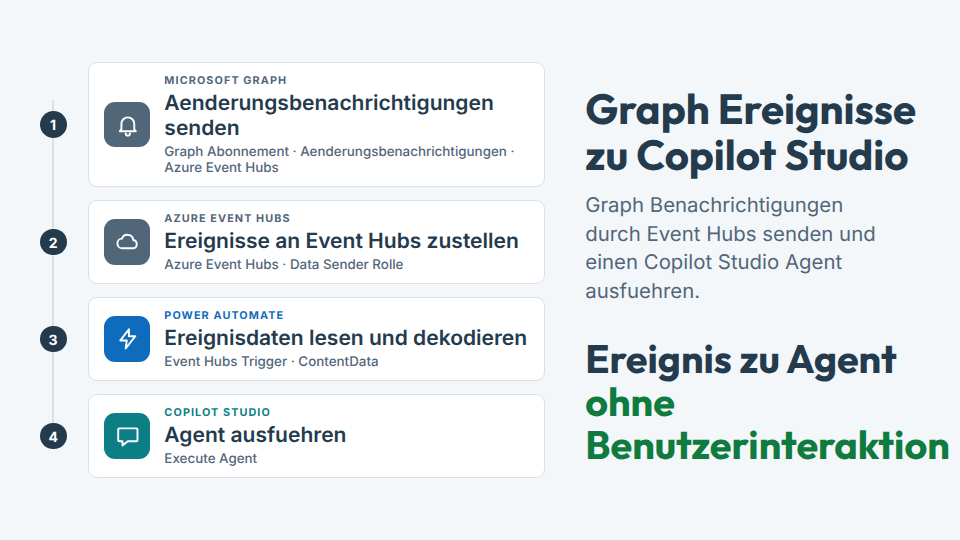 1
MICROSOFT GRAPH
Aenderungsbenachrichtigungen
senden
Graph Abonnement · Aenderungsbenachrichtigungen ·
Azure Event Hubs
2
AZURE EVENT HUBS
Ereignisse an Event Hubs zustellen
Azure Event Hubs · Data Sender Rolle
3
POWER AUTOMATE
Ereignisdaten lesen und dekodieren
Event Hubs Trigger · ContentData
4
COPILOT STUDIO
Agent ausfuehren
Execute Agent
Graph Ereignisse
zu Copilot Studio
Graph Benachrichtigungen
durch Event Hubs senden und
einen Copilot Studio Agent
ausfuehren.
Ereignis zu Agent
ohne
Benutzerinteraktion